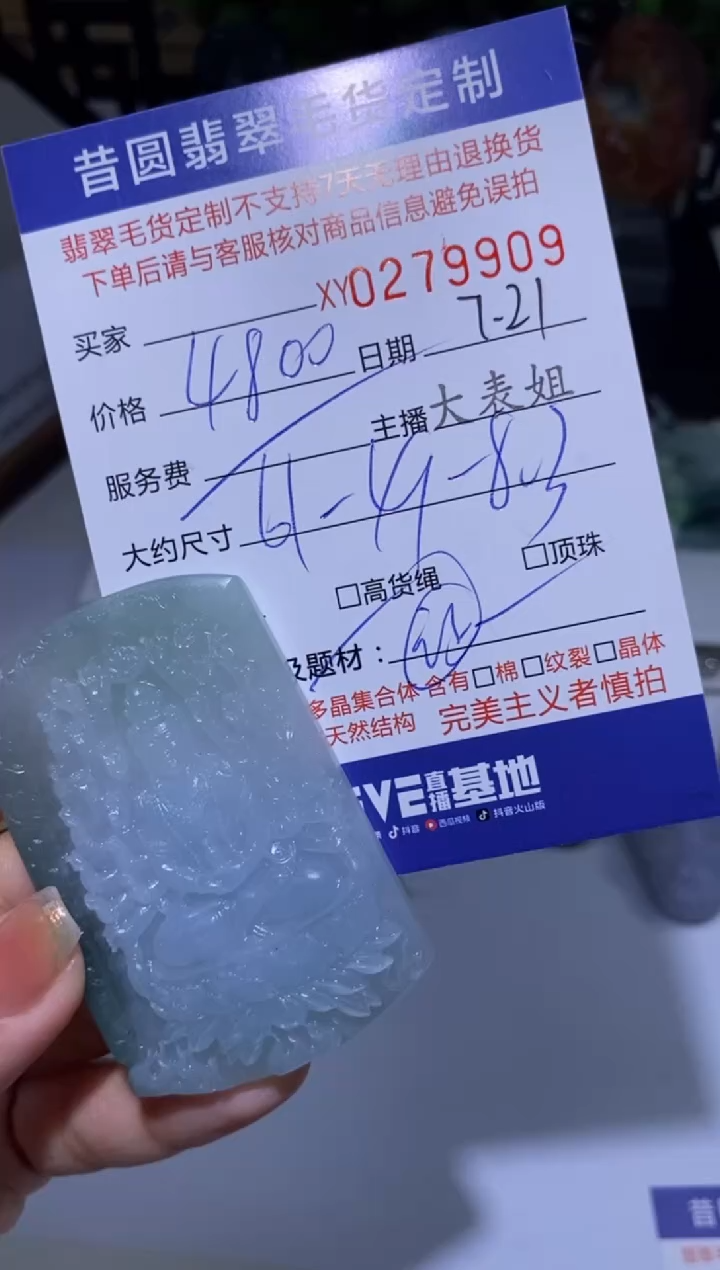 昔圆翡翠毛货定制
翡翠毛货定制不支持7天无理由退换货
下单后请与客服核对商品信息避免误拍
XY0279909
买家 日期 7-21
价格 4800
主播 大表姐
服务费
大约尺寸 61-41-8.3
□高货绳 □顶珠
及题材：
多晶集合体 含有□棉□纹裂□晶体
天然结构 完美主义者慎拍
直播基地
抖音 西瓜视频 抖音火山版
昔